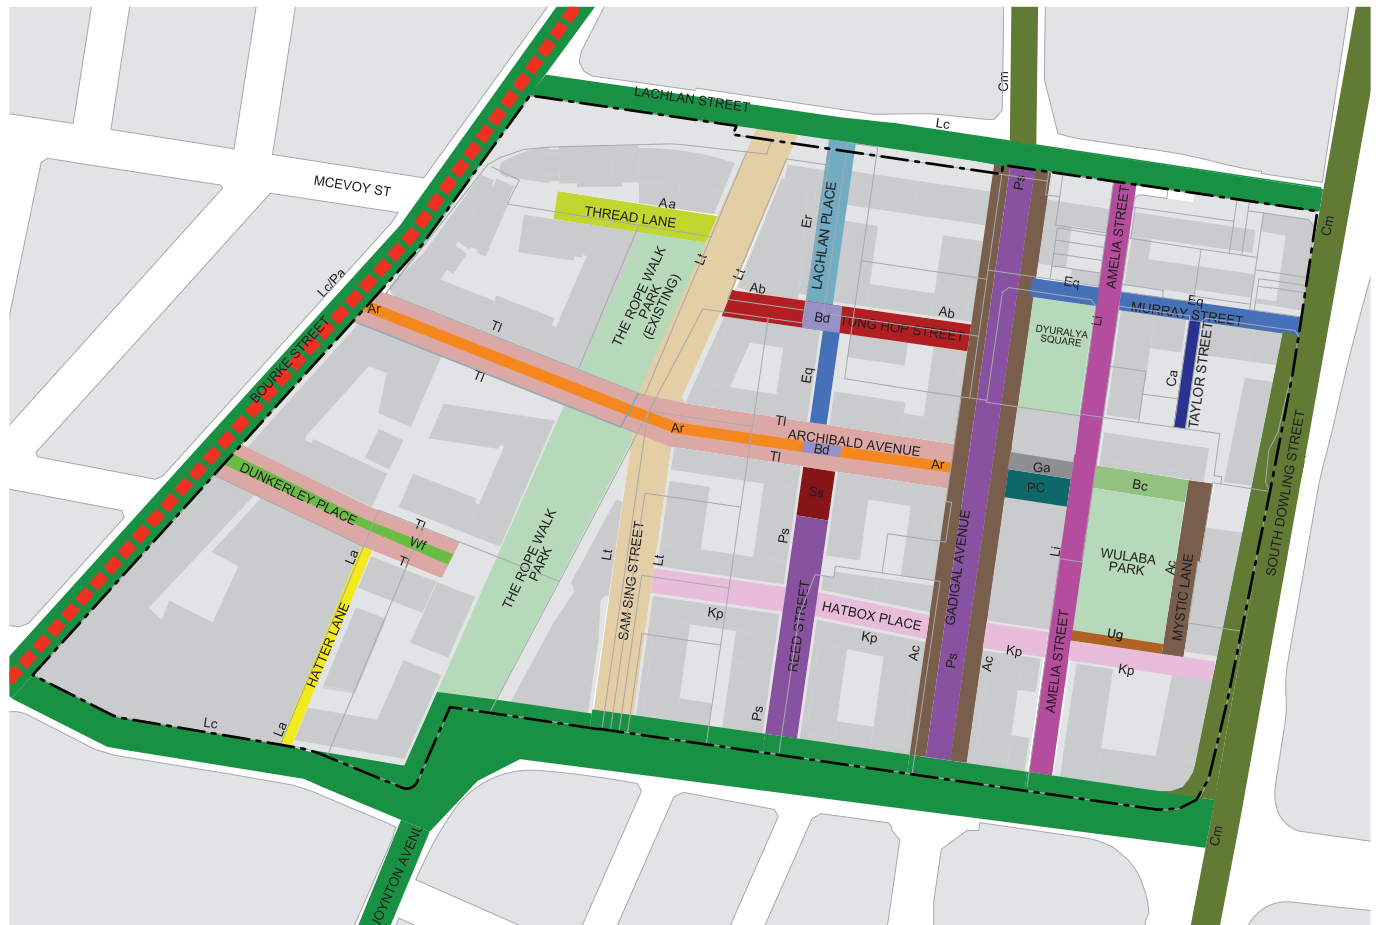 Cm
LACHLAN STREET
Lc
MCEVOY ST
Ps
THREAD LANE
Aa
Er
LACHLAN PLACE
AMELIA STREET
Cm
Lt
Lt
THE ROPE WALK
PARK
(EXISTING)
Lc/Pa
Ab
Ab
Eq
Eq
MURRAY STREET
Ar
Tl
Bd
TUNG HOP STREET
Li
DYURALYA
SQUARE
BOURKE STREET
Tl
Eq
Ca
TAYLOR STREET
Tl
Ar
ARCHIBALD AVENUE
Bd
Tl
Ar
SOUTH DOWLING STREET
Ga
PC
Bc
Ss
DUNKERLEY PLACE
Tl
Wf
Tl
La
Ps
Lt
Lt
THE ROPE WALK
PARK
SAM SING STREET
GADIGAL AVENUE
Li
WULABA
PARK
Ac
MYSTIC LANE
HATTER LANE
REED STREET
Kp
HATBOX PLACE
Kp
Ac
Ps
Ac
Kp
Ug
Kp
AMELIA STREET
Lc
La
Ps
Cm
JOYNTON AVENU